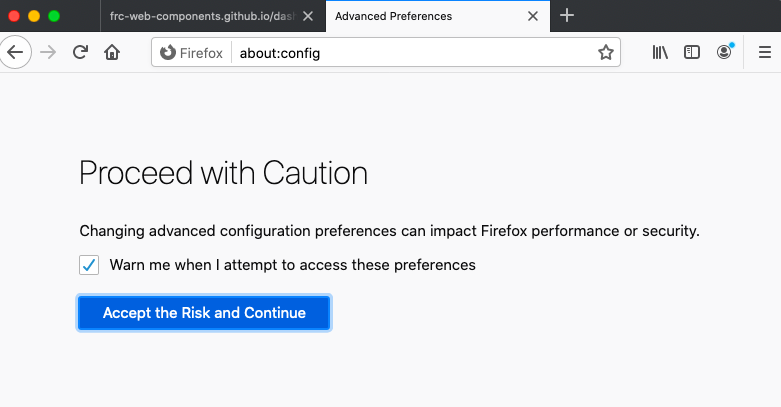 frc-web-components.github.io/das
Advanced Preferences
Firefox
about:config
Proceed with Caution
Changing advanced configuration preferences can impact Firefox performance or security.
Warn me when I attempt to access these preferences
Accept the Risk and Continue